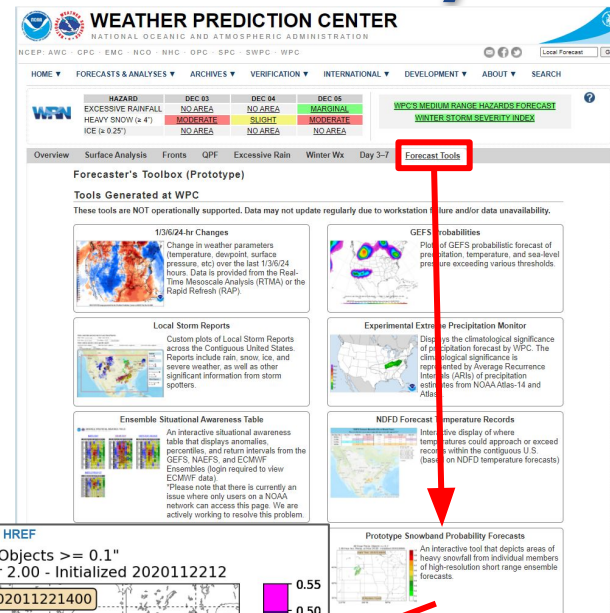 WEATHER PREDICTION CENTER
NATIONAL OCEANIC AND ATMOSPHERIC ADMINISTRATION
NCEP: AWC · CPC · EMC · NCO · NHC · OPC · SPC · SWPC · WPC
Local Forecast
HOME ▼ FORECASTS & ANALYSES ▼ ARCHIVES ▼ VERIFICATION ▼ INTERNATIONAL ▼ DEVELOPMENT ▼ ABOUT ▼ SEARCH
HAZARD DEC 03 DEC 04 DEC 05
EXCESSIVE RAINFALL NO AREA NO AREA MARGINAL
HEAVY SNOW (≥ 4") MODERATE SLIGHT MODERATE
ICE (≥ 0.25") NO AREA NO AREA NO AREA
WRN
WPC'S MEDIUM RANGE HAZARDS FORECAST
WINTER STORM SEVERITY INDEX
?
Overview Surface Analysis Fronts QPF Excessive Rain Winter Wx Day 3–7 Forecast Tools
Forecaster's Toolbox (Prototype)
Tools Generated at WPC
These tools are NOT operationally supported. Data may not update regularly due to workstation failure and/or data unavailability.
1/3/6/24-hr Changes
Change in weather parameters
(temperature, dewpoint, surface
pressure, etc) over the last 1/3/6/24
hours. Data is provided from the Real-
Time Mesoscale Analysis (RTMA) or the
Rapid Refresh (RAP).
GEFS Probabilities
Plots of GEFS probabilistic forecast of
precipitation, temperature, and sea-level
pressure exceeding various thresholds.
Local Storm Reports
Custom plots of Local Storm Reports
across the Contiguous United States.
Reports include rain, snow, ice, and
severe weather, as well as other
significant information from storm
spotters.
Experimental Extreme Precipitation Monitor
Displays the climatological significance
of precipitation forecast by WPC. The
climatological significance is
represented by Average Recurrence
Intervals (ARIs) of precipitation
estimates from NOAA Atlas-14 and
Atlas
Ensemble Situational Awareness Table
An interactive situational awareness
table that displays anomalies,
percentiles, and return intervals from the
GEFS, NAEFS, and ECMWF
Ensembles (login required to view
ECMWF data).
*Please note that there is currently an
issue where only users on a NOAA
network can access this page. We are
actively working to resolve this problem.
NDFD Forecast Temperature Records
Interactive display of where
temperatures could approach or exceed
records within the contiguous U.S.
(based on NDFD temperature forecasts)
Prototype Snowband Probability Forecasts
An interactive tool that depicts areas of
heavy snowfall from individual members
of high-resolution short range ensemble
forecasts.
HREF
Objects >= 0.1"
r 2.00 - Initialized 2020112212
02011221400
0.55
0.50